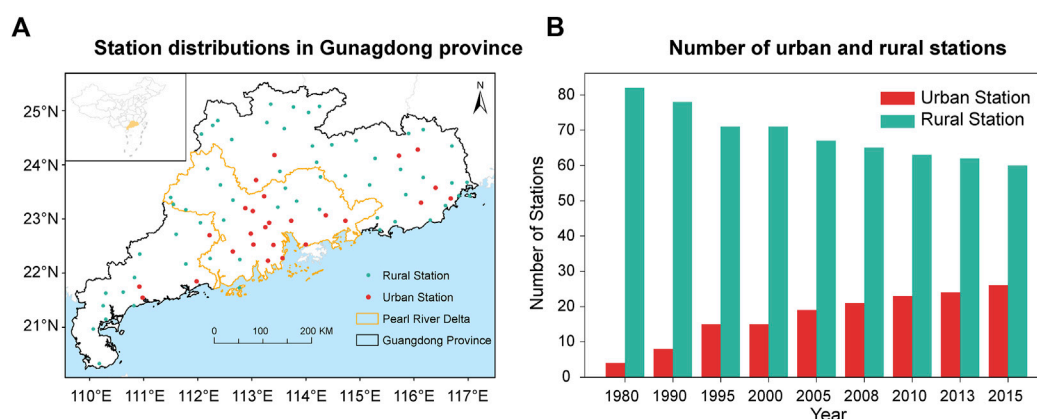 A
Station distributions in Gunagdong province
N
25°N
24°N
23°N
22°N
21°N
Rural Station
Urban Station
Pearl River Delta
Guangdong Province
0 100 200 KM
110°E 111°E 112°E 113°E 114°E 115°E 116°E 117°E
B
Number of urban and rural stations
Urban Station
Rural Station
Number of Stations
80
70
60
50
40
30
20
10
0
1980 1990 1995 2000 2005 2008 2010 2013 2015
Year